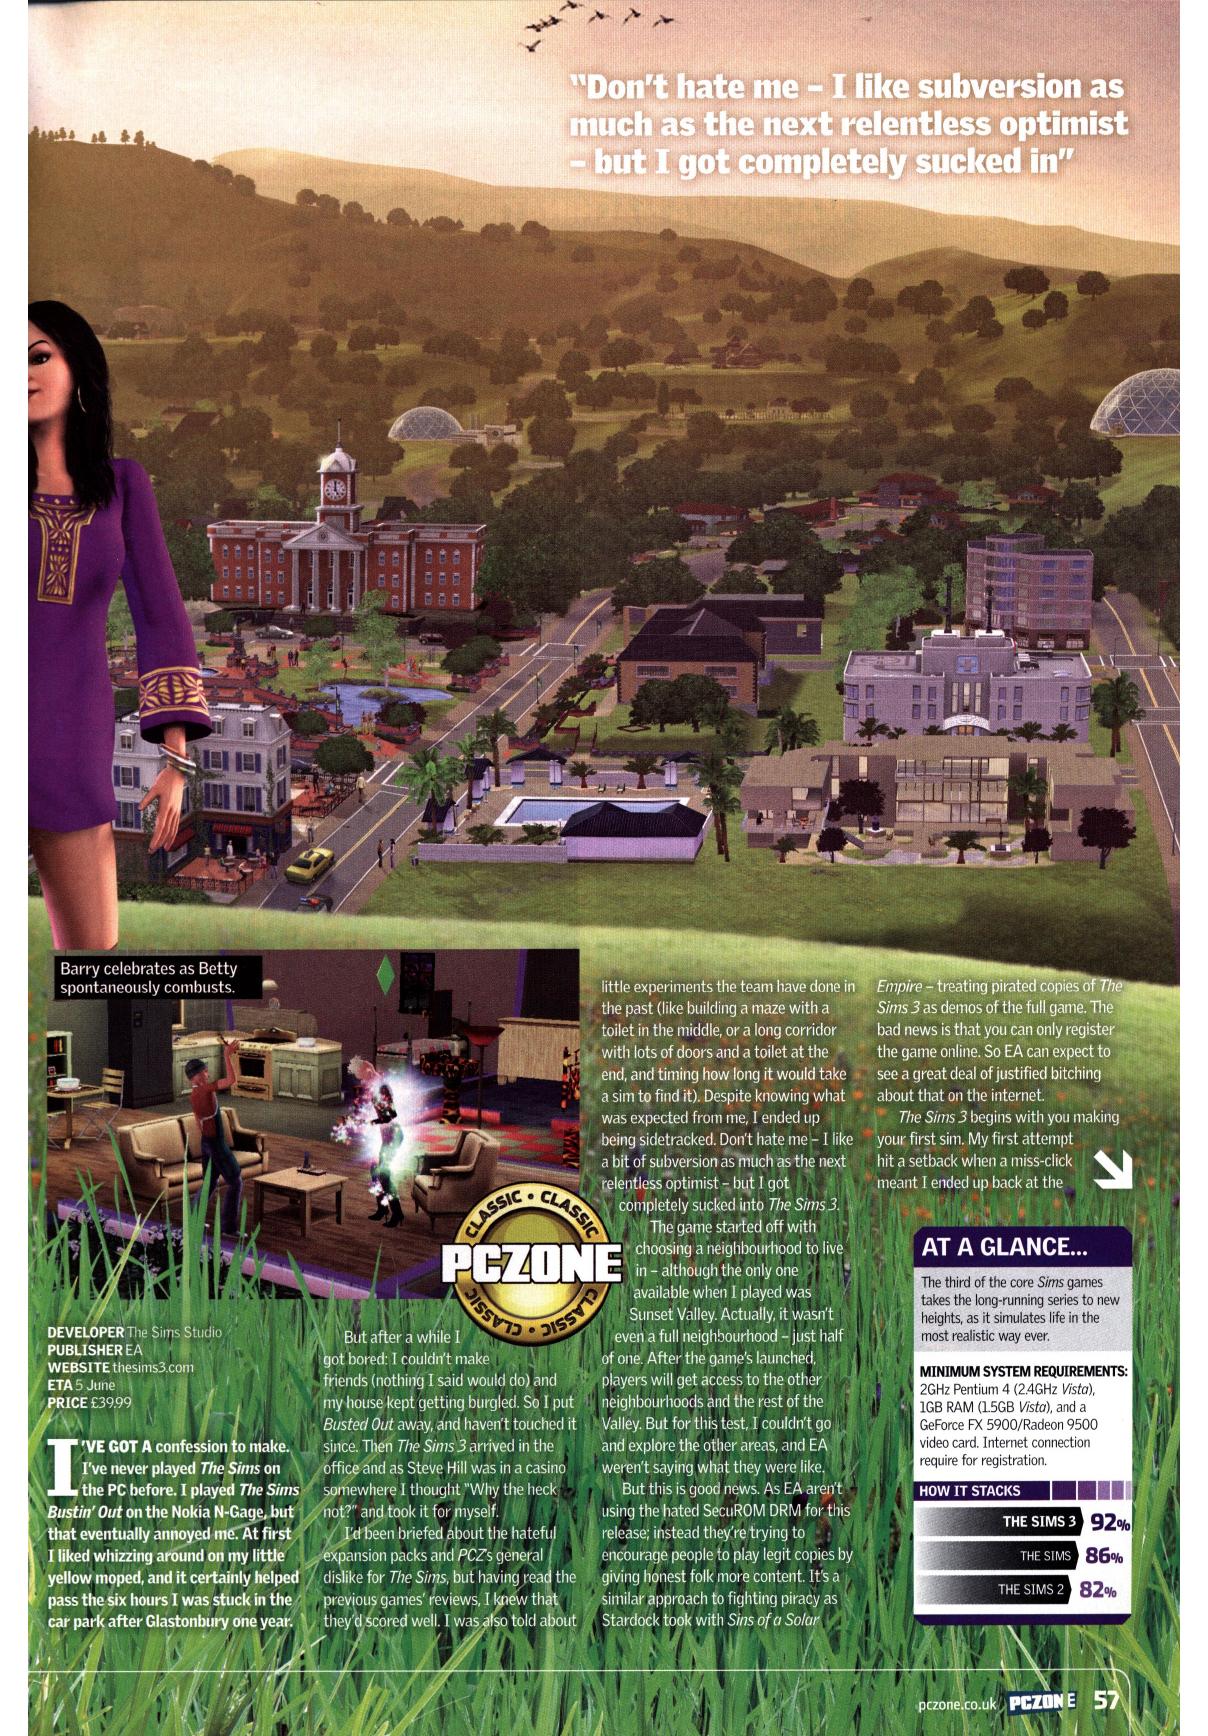 "Don't hate me – I like subversion as
much as the next relentless optimist
– but I got completely sucked in"
Barry celebrates as Betty
spontaneously combusts.
CLASSIC • CLASSIC
PCZONE
CLASSIC • CLASSIC
DEVELOPER The Sims Studio
PUBLISHER EA
WEBSITE thesims3.com
ETA 5 June
PRICE £39.99
I'VE GOT A confession to make.
I've never played The Sims on
the PC before. I played The Sims
Bustin' Out on the Nokia N-Gage, but
that eventually annoyed me. At first
I liked whizzing around on my little
yellow moped, and it certainly helped
pass the six hours I was stuck in the
car park after Glastonbury one year.
But after a while I
got bored: I couldn't make
friends (nothing I said would do) and
my house kept getting burgled. So I put
Busted Out away, and haven't touched it
since. Then The Sims 3 arrived in the
office and as Steve Hill was in a casino
somewhere I thought "Why the heck
not?" and took it for myself.
I'd been briefed about the hateful
expansion packs and PCZ's general
dislike for The Sims, but having read the
previous games' reviews, I knew that
they'd scored well. I was also told about
little experiments the team have done in
the past (like building a maze with a
toilet in the middle, or a long corridor
with lots of doors and a toilet at the
end, and timing how long it would take
a sim to find it). Despite knowing what
was expected from me, I ended up
being sidetracked. Don't hate me – I like
a bit of subversion as much as the next
relentless optimist – but I got
completely sucked into The Sims 3.
The game started off with
choosing a neighbourhood to live
in – although the only one
available when I played was
Sunset Valley. Actually, it wasn't
even a full neighbourhood – just half
of one. After the game's launched,
players will get access to the other
neighbourhoods and the rest of the
Valley. But for this test, I couldn't go
and explore the other areas, and EA
weren't saying what they were like.
But this is good news. As EA aren't
using the hated SecuROM DRM for this
release; instead they're trying to
encourage people to play legit copies by
giving honest folk more content. It's a
similar approach to fighting piracy as
Stardock took with Sins of a Solar
Empire – treating pirated copies of The
Sims 3 as demos of the full game. The
bad news is that you can only register
the game online. So EA can expect to
see a great deal of justified bitching
about that on the internet.
The Sims 3 begins with you making
your first sim. My first attempt
hit a setback when a miss-click
meant I ended up back at the
AT A GLANCE...
The third of the core Sims games
takes the long-running series to new
heights, as it simulates life in the
most realistic way ever.
MINIMUM SYSTEM REQUIREMENTS:
2GHz Pentium 4 (2.4GHz Vista),
1GB RAM (1.5GB Vista), and a
GeForce FX 5900/Radeon 9500
video card. Internet connection
require for registration.
HOW IT STACKS
THE SIMS 3 92%
THE SIMS 86%
THE SIMS 2 82%
pczone.co.uk PCZONE 57